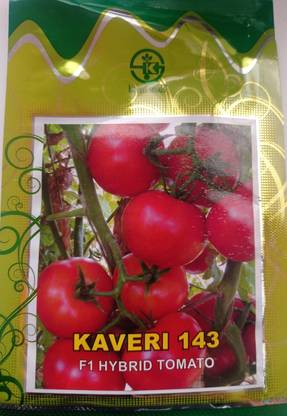 KAVERI 143
F1 HYBRID TOMATO